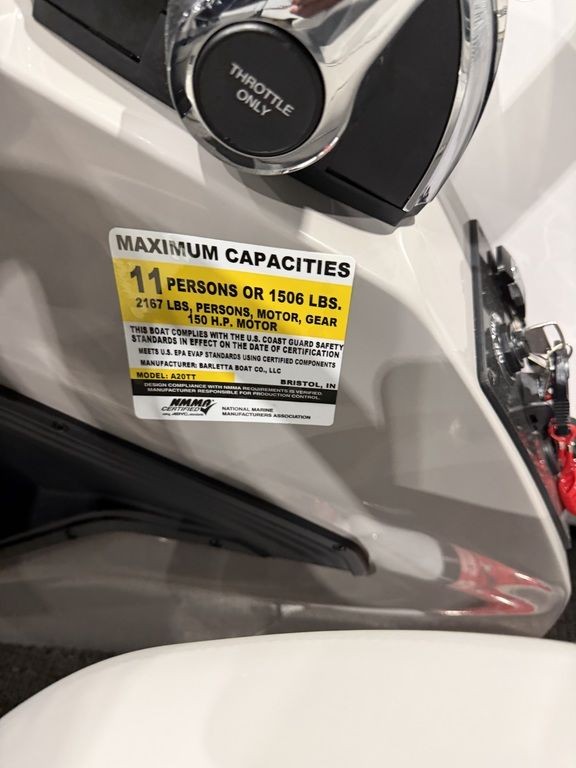 THROTTLE
ONLY
MAXIMUM CAPACITIES
11 PERSONS OR 1506 LBS.
2167 LBS, PERSONS, MOTOR, GEAR
150 H.P. MOTOR
THIS BOAT COMPLIES WITH THE U.S. COAST GUARD SAFETY
STANDARDS IN EFFECT ON THE DATE OF CERTIFICATION
MEETS U.S. EPA EVAP STANDARDS USING CERTIFIED COMPONENTS
MANUFACTURER: BARLETTA BOAT CO., LLC
MODEL: A20TT
BRISTOL, IN
DESIGN COMPLIANCE WITH NMMA REQUIREMENTS IS VERIFIED.
MANUFACTURER RESPONSIBLE FOR PRODUCTION CONTROL.
NMMA
CERTIFIED
NATIONAL MARINE
MANUFACTURERS ASSOCIATION